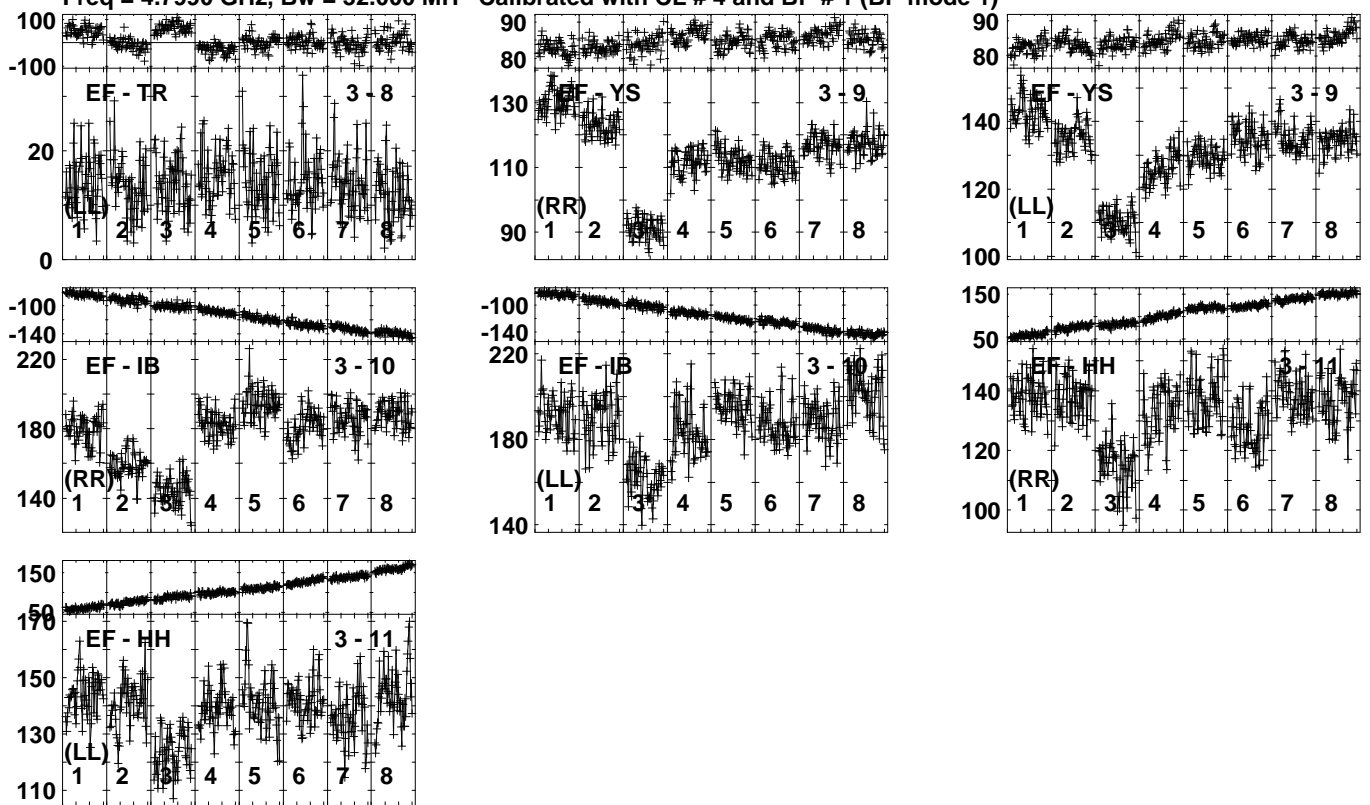 Freq = 4.7990 GHz, Bw = 32.000 MH Calibrated with CL # 4 and BP # 1 (BP mode 1)
100
-100
EF - TR 3 - 8
20
(LL)
1 2 3 4 5 6 7 8
0
90
80
EF - YS 3 - 9
130
110
(RR)
90
1 2 3 4 5 6 7 8
90
80
EF - YS 3 - 9
140
120
(LL)
1 2 3 4 5 6 7 8
100
-100
-140
220
EF - IB 3 - 10
180
(RR)
140
1 2 3 4 5 6 7 8
-100
-140
220
EF - IB 3 - 10
180
(LL)
1 2 3 4 5 6 7 8
140
150
50
EF - HH 3 - 11
140
120
(RR)
1 2 3 4 5 6 7 8
100
150
50
170
EF - HH 3 - 11
150
130
(LL)
1 2 3 4 5 6 7 8
110